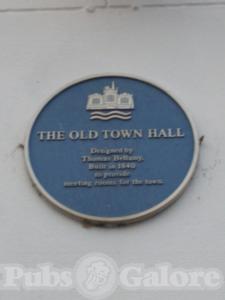 THE OLD TOWN HALL
Designed by
Thomas Bellamy.
Built in 1840
to provide
meeting rooms for the town.
Pubs Galore